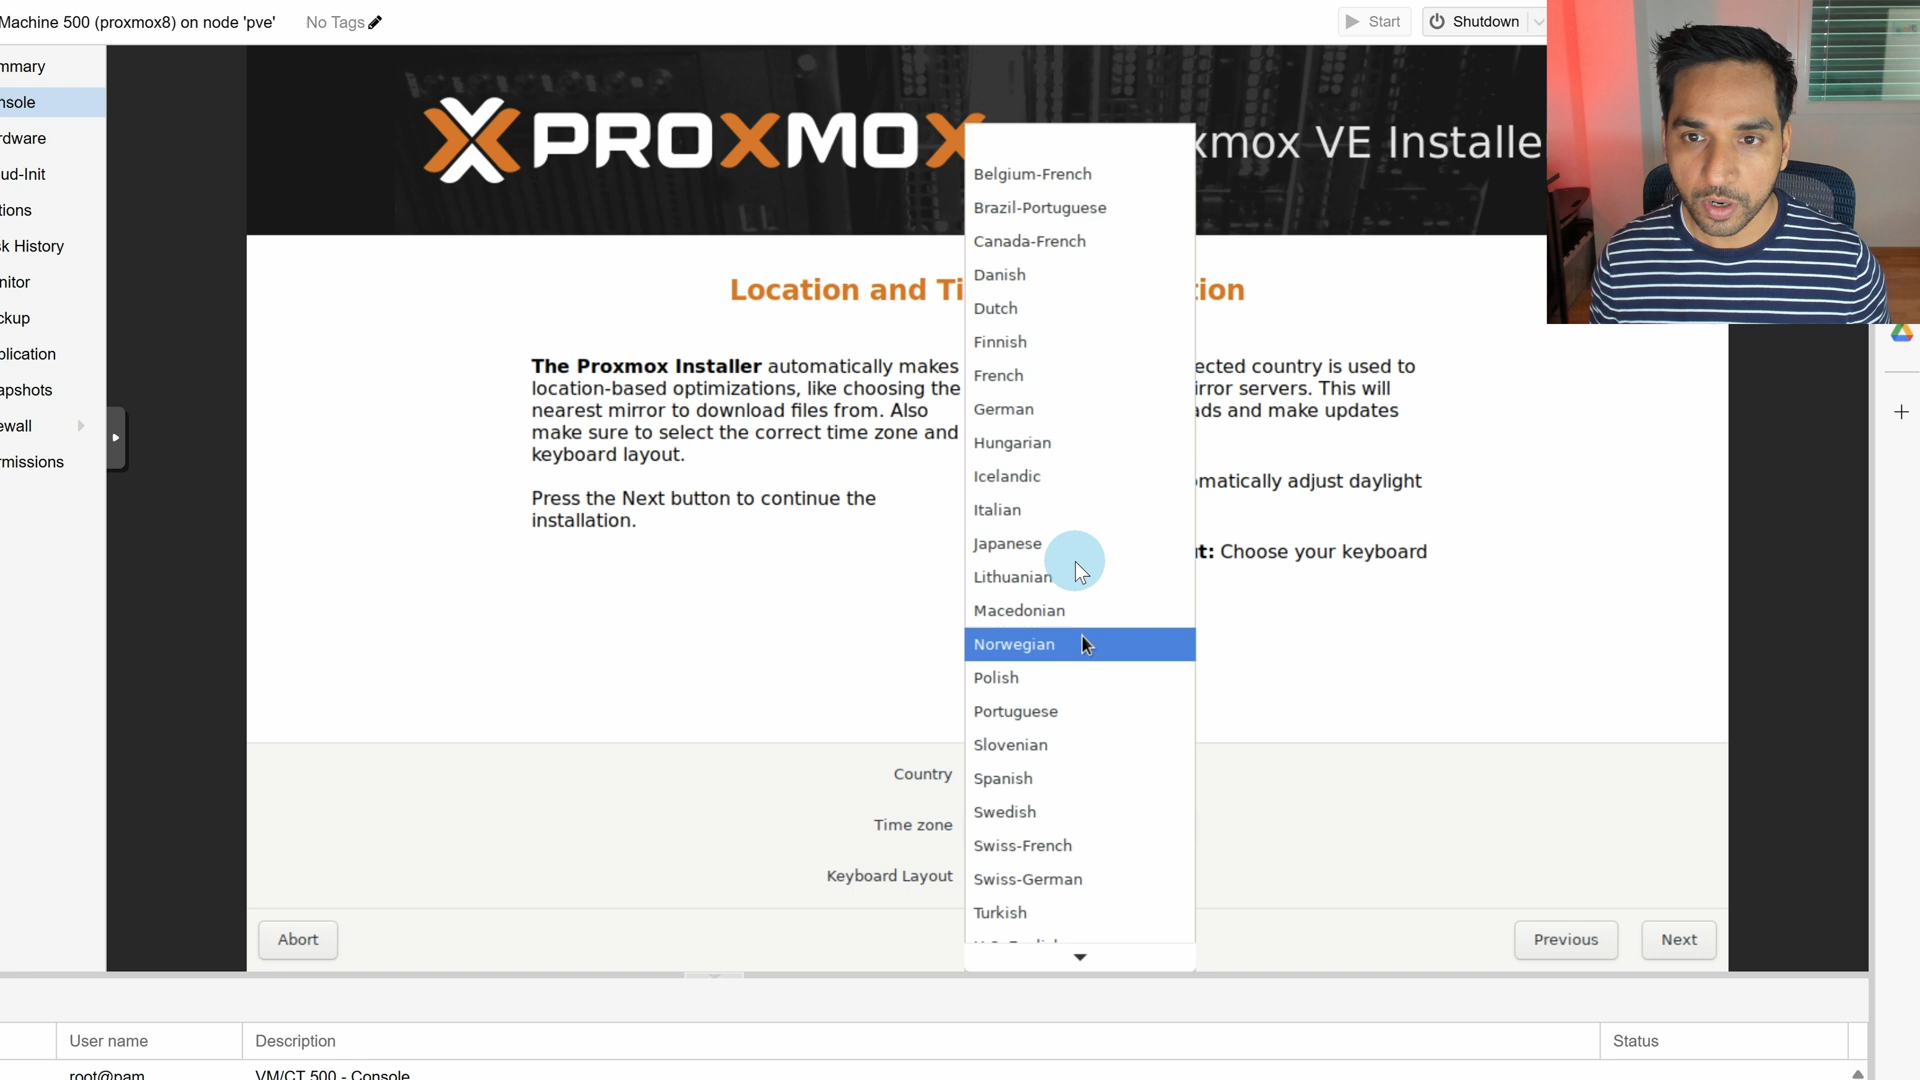 Machine 500 (proxmox8) on node 'pve'
No Tags
Start
Shutdown
mmary
nsole
rdware
ud-Init
tions
k History
nitor
ckup
plication
apshots
ewall
rmissions
PROXMOX
xmox VE Installe
Location and Ti
ion
The Proxmox Installer automatically makes
location-based optimizations, like choosing the
nearest mirror to download files from. Also
make sure to select the correct time zone and
keyboard layout.
Press the Next button to continue the
installation.
ected country is used to
irror servers. This will
ads and make updates
matically adjust daylight
t: Choose your keyboard
Belgium-French
Brazil-Portuguese
Canada-French
Danish
Dutch
Finnish
French
German
Hungarian
Icelandic
Italian
Japanese
Lithuanian
Macedonian
Norwegian
Polish
Portuguese
Slovenian
Spanish
Swedish
Swiss-French
Swiss-German
Turkish
Country
Time zone
Keyboard Layout
Abort
Previous
Next
User name
Description
Status
root@pam
VM/CT 500 - Console